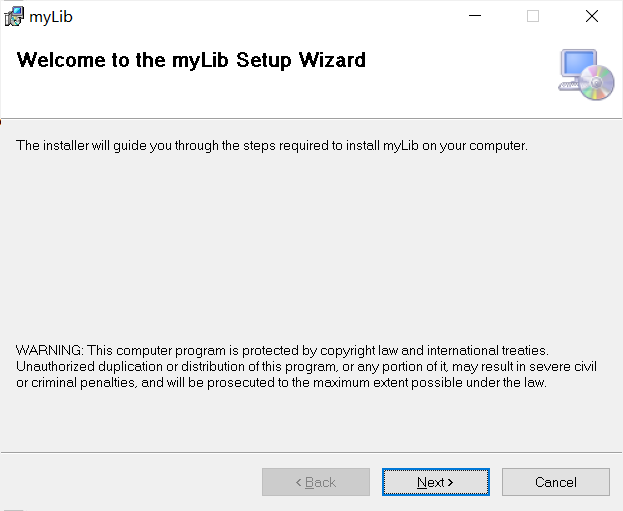 myLib
Welcome to the myLib Setup Wizard
The installer will guide you through the steps required to install myLib on your computer.
WARNING: This computer program is protected by copyright law and international treaties.
Unauthorized duplication or distribution of this program, or any portion of it, may result in severe civil
or criminal penalties, and will be prosecuted to the maximum extent possible under the law.
< Back
Next >
Cancel